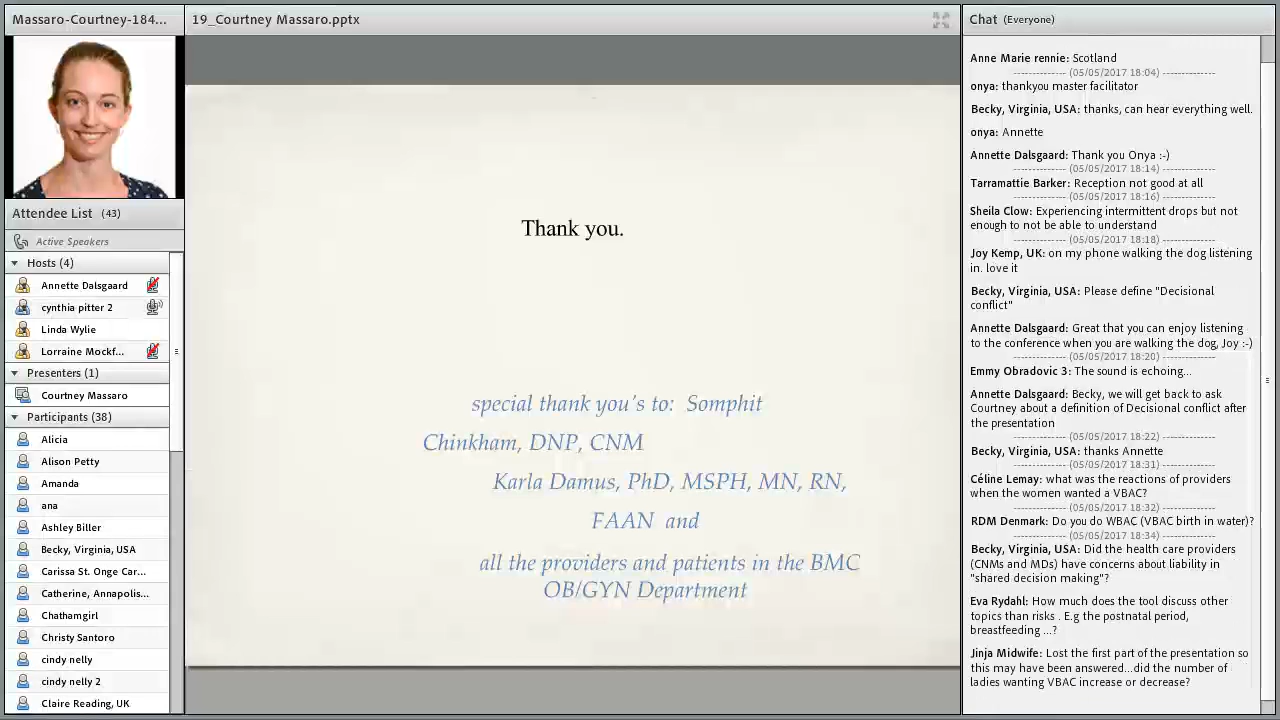 Massaro-Courtney-184...
Attendee List (43)
Active Speakers
Hosts (4)
Annette Dalsgaard
cynthia pitter 2
Linda Wylie
Lorraine Mockf...
Presenters (1)
Courtney Massaro
Participants (38)
Alicia
Alison Petty
Amanda
ana
Ashley Biller
Becky, Virginia, USA
Carissa St. Onge Car...
Catherine, Annapolis...
Chathamgirl
Christy Santoro
cindy nelly
cindy nelly 2
Claire Reading, UK
19_Courtney Massaro.pptx
Thank you.
special thank you's to: Somphit
Chinkham, DNP, CNM
Karla Damus, PhD, MSPH, MN, RN,
FAAN and
all the providers and patients in the BMC
OB/GYN Department
Chat (Everyone)
Anne Marie rennie: Scotland
-------------- (05/05/2017 18:04) --------------
onya: thankyou master facilitator
Becky, Virginia, USA: thanks, can hear everything well.
onya: Annette
Annette Dalsgaard: Thank you Onya :-)
-------------- (05/05/2017 18:14) --------------
Tarramattie Barker: Reception not good at all
-------------- (05/05/2017 18:16) --------------
Sheila Clow: Experiencing intermittent drops but not
enough to not be able to understand
-------------- (05/05/2017 18:18) --------------
Joy Kemp, UK: on my phone walking the dog listening
in. love it
Becky, Virginia, USA: Please define "Decisional
conflict"
Annette Dalsgaard: Great that you can enjoy listening
to the conference when you are walking the dog, Joy :-)
-------------- (05/05/2017 18:20) --------------
Emmy Obradovic 3: The sound is echoing...
Annette Dalsgaard: Becky, we will get back to ask
Courtney about a definition of Decisional conflict after
the presentation
-------------- (05/05/2017 18:22) --------------
Becky, Virginia, USA: thanks Annette
-------------- (05/05/2017 18:31) --------------
Céline Lemay: what was the reactions of providers
when the women wanted a VBAC?
-------------- (05/05/2017 18:32) --------------
RDM Denmark: Do you do WBAC (VBAC birth in water)?
-------------- (05/05/2017 18:34) --------------
Becky, Virginia, USA: Did the health care providers
(CNMs and MDs) have concerns about liability in
"shared decision making"?
Eva Rydahl: How much does the tool discuss other
topics than risks . E.g the postnatal period,
breastfeeding ...?
Jinja Midwife: Lost the first part of the presentation so
this may have been answered...did the number of
ladies wanting VBAC increase or decrease?